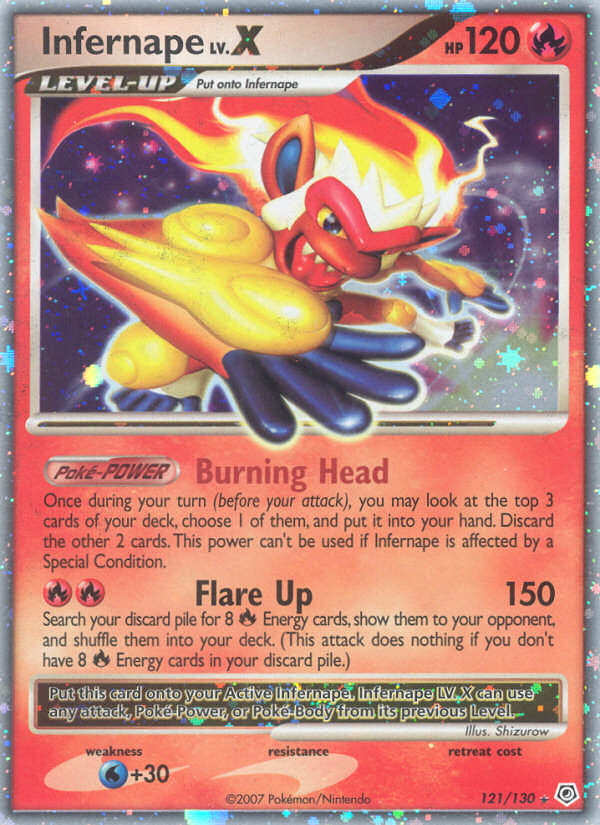 Infernape LV.X HP 120
LEVEL-UP Put onto Infernape
Poké-POWER Burning Head
Once during your turn (before your attack), you may look at the top 3
cards of your deck, choose 1 of them, and put it into your hand. Discard
the other 2 cards. This power can't be used if Infernape is affected by a
Special Condition.
Flare Up 150
Search your discard pile for 8 Energy cards, show them to your opponent,
and shuffle them into your deck. (This attack does nothing if you don't
have 8 Energy cards in your discard pile.)
Put this card onto your Active Infernape. Infernape LV. X can use
any attack, Poké-Power, or Poké-Body from its previous Level.
Illus. Shizurow
weakness resistance retreat cost
+30
©2007 Pokémon/Nintendo 121/130